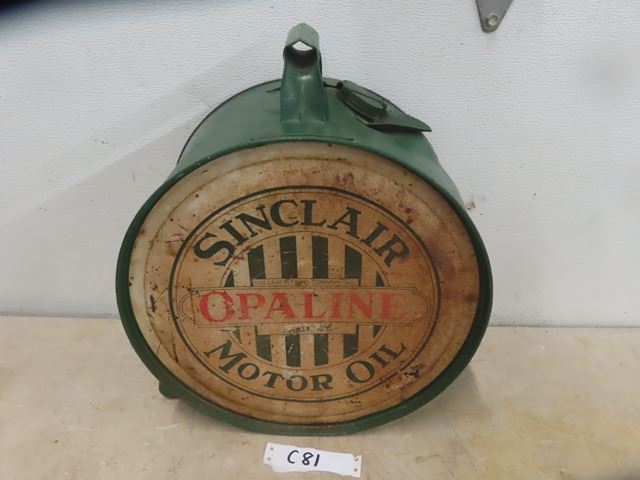 SINCLAIR
OPALINE
MOTOR OIL
C81